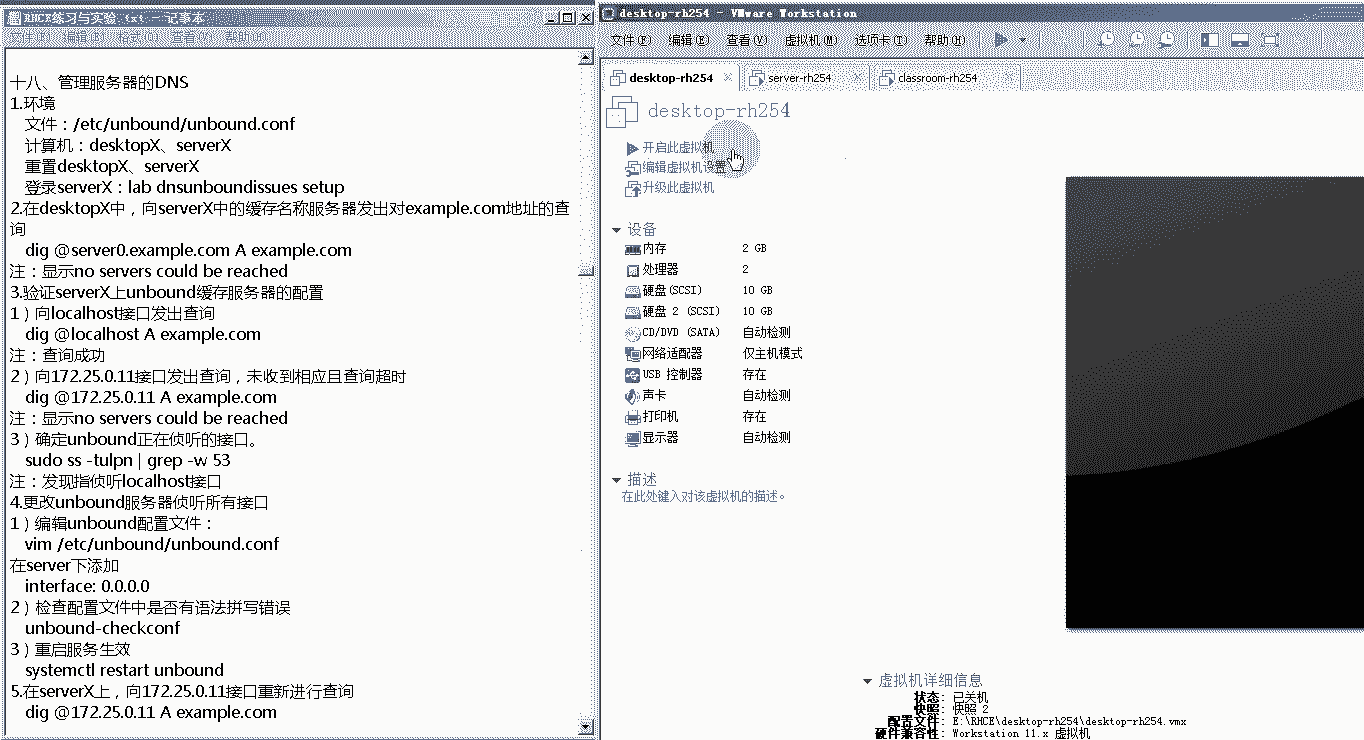 RHCE练习与实验.txt - 记事本
文件(F) 编辑(E) 格式(O) 查看(V) 帮助(H)
十八、管理服务器的DNS
1.环境
文件：/etc/unbound/unbound.conf
计算机：desktopX、serverX
重置desktopX、serverX
登录serverX：lab dnsunboundissues setup
2.在desktopX中，向serverX中的缓存名称服务器发出对example.com地址的查
询
dig @server0.example.com A example.com
注：显示no servers could be reached
3.验证serverX上unbound缓存服务器的配置
1）向localhost接口发出查询
dig @localhost A example.com
注：查询成功
2）向172.25.0.11接口发出查询，未收到相应且查询超时
dig @172.25.0.11 A example.com
注：显示no servers could be reached
3）确定unbound正在侦听的接口。
sudo ss -tulpn | grep -w 53
注：发现指侦听localhost接口
4.更改unbound服务器侦听所有接口
1）编辑unbound配置文件：
vim /etc/unbound/unbound.conf
在server下添加
interface: 0.0.0.0
2）检查配置文件中是否有语法拼写错误
unbound-checkconf
3）重启服务生效
systemctl restart unbound
5.在serverX上，向172.25.0.11接口重新进行查询
dig @172.25.0.11 A example.com
desktop-rh254 - VMware Workstation
文件(F) 编辑(E) 查看(V) 虚拟机(M) 选项卡(T) 帮助(H)
desktop-rh254 × server-rh254 × classroom-rh254 ×
desktop-rh254
开启此虚拟机
编辑虚拟机设置
升级此虚拟机
设备
内存 2 GB
处理器 2
硬盘(SCSI) 10 GB
硬盘 2 (SCSI) 10 GB
CD/DVD (SATA) 自动检测
网络适配器 仅主机模式
USB 控制器 存在
声卡 自动检测
打印机 存在
显示器 自动检测
描述
在此处键入对该虚拟机的描述。
虚拟机详细信息
状态: 已关机
快照: 快照 2
配置文件: E:\RHCE\desktop-rh254\desktop-rh254.vmx
硬件兼容性: Workstation 11.x 虚拟机